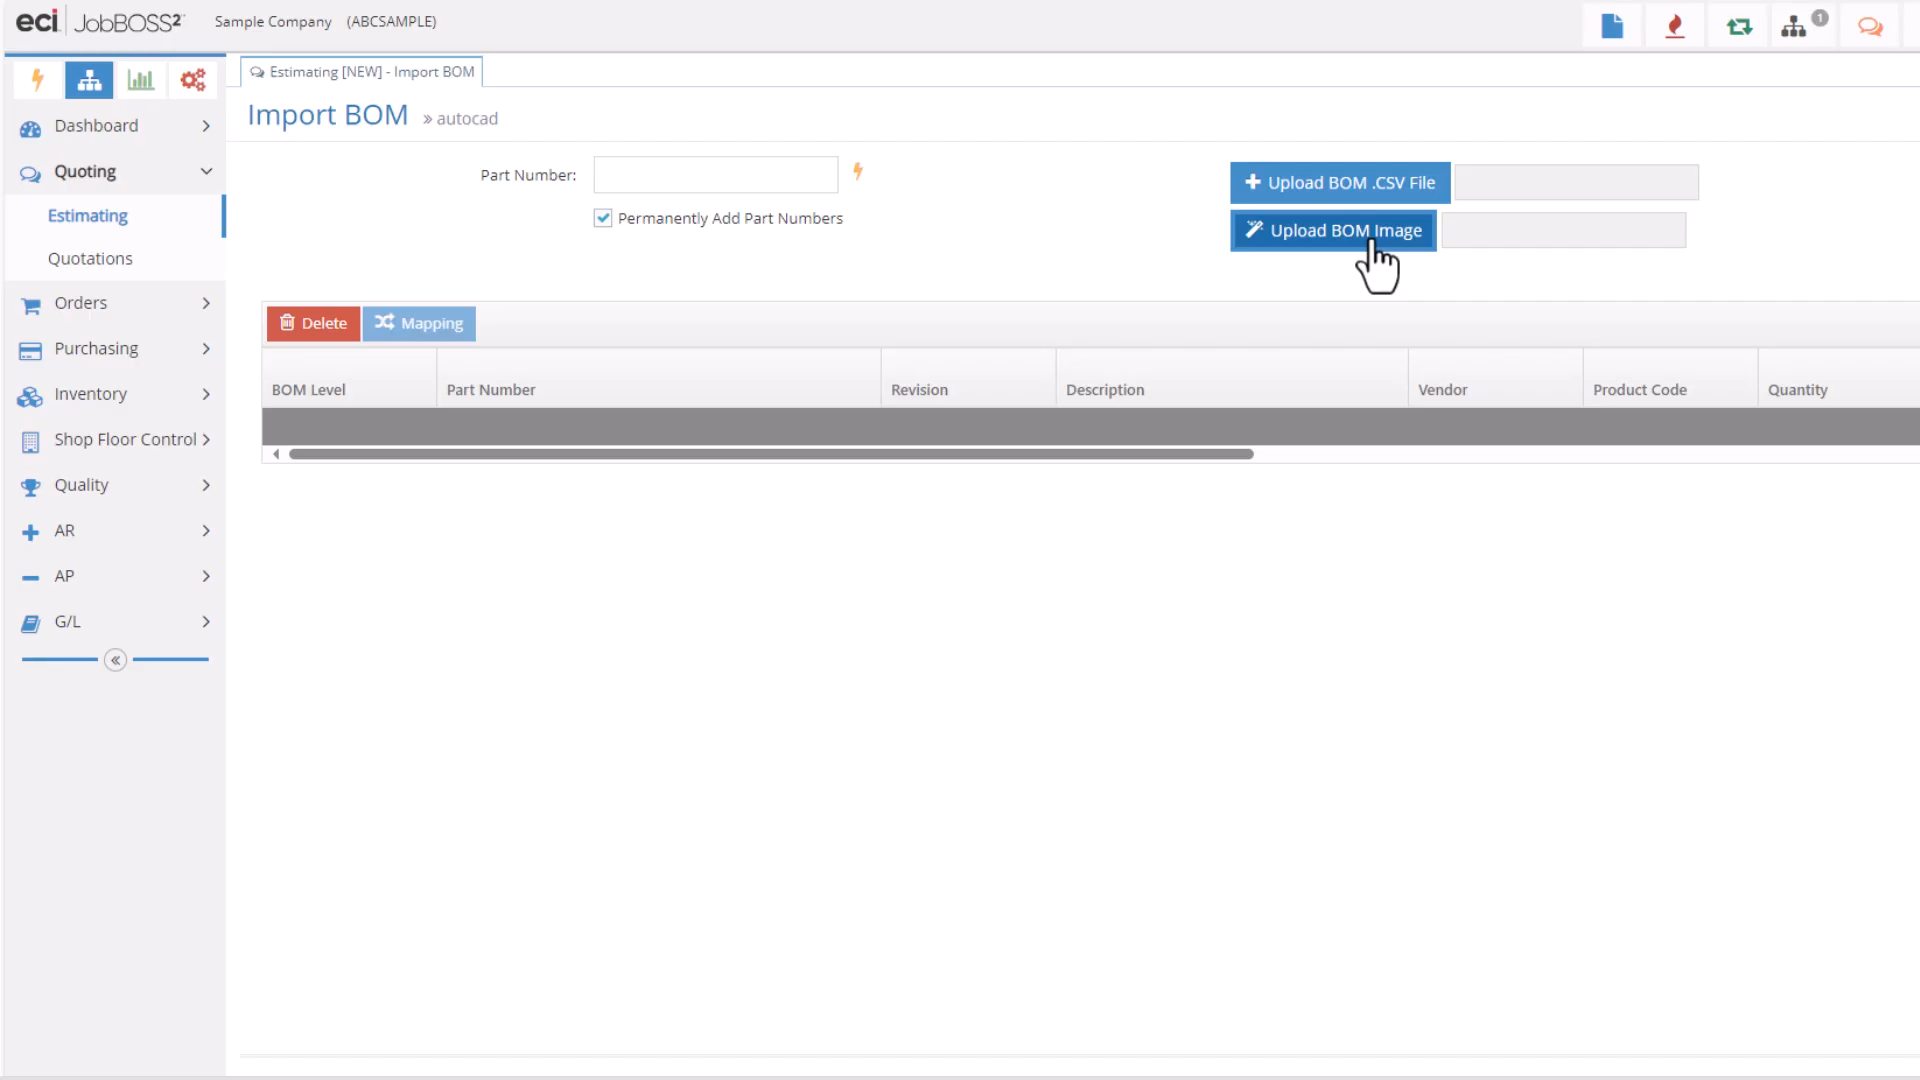 eci JobBOSS² Sample Company (ABCSAMPLE) 1
Estimating [NEW] - Import BOM
Import BOM » autocad
Dashboard
Quoting
Estimating
Quotations
Orders
Purchasing
Inventory
Shop Floor Control
Quality
AR
AP
G/L
Part Number:
Permanently Add Part Numbers
Upload BOM .CSV File
Upload BOM Image
Delete Mapping
BOM Level Part Number Revision Description Vendor Product Code Quantity